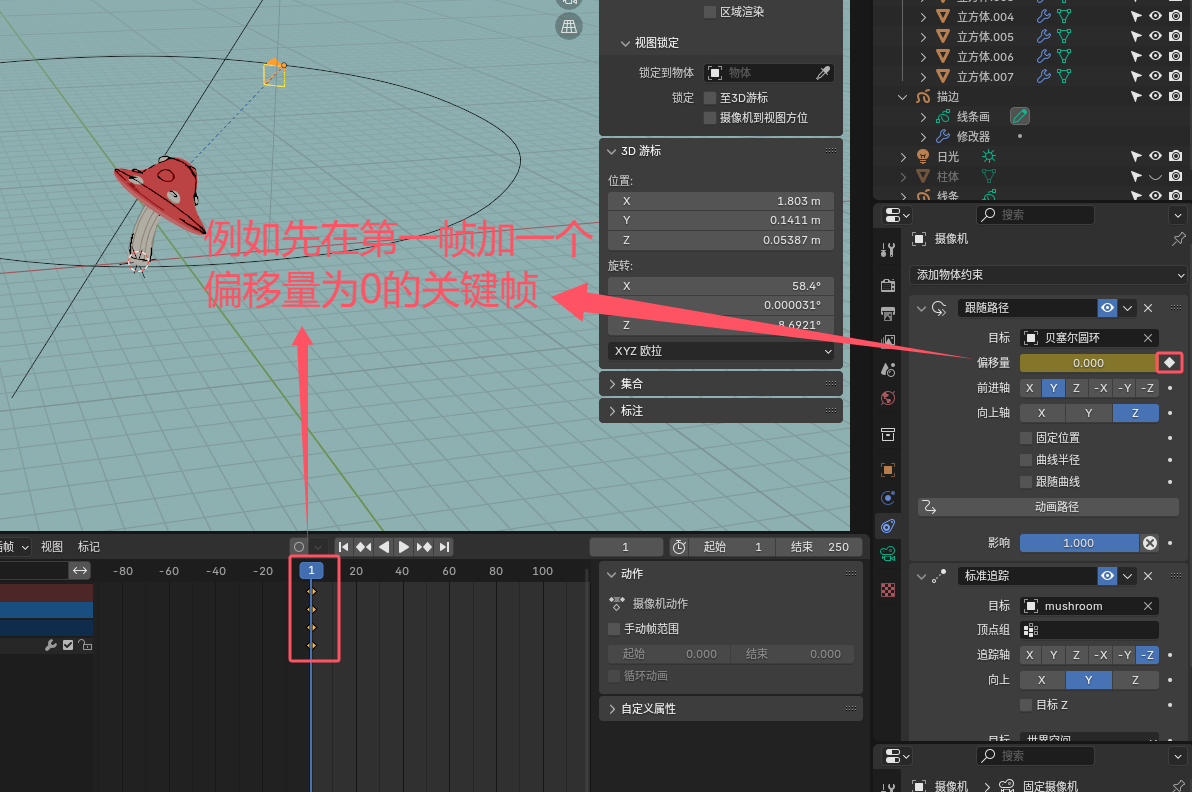 区域渲染
视图锁定
锁定到物体 物体
锁定 至3D游标
摄像机到视图方位
3D 游标
位置:
X 1.803 m
Y 0.1411 m
Z 0.05387 m
旋转:
X 58.4°
Y 0.000031°
Z 8.6921°
XYZ 欧拉
集合
标注
例如先在第一帧加一个
偏移量为0的关键帧
立方体.004
立方体.005
立方体.006
立方体.007
描边
线条画
修改器
日光
柱体
线条
搜索
摄像机
添加物体约束
跟随路径
目标 贝塞尔圆环
偏移量 0.000
前进轴 X Y Z -X -Y -Z
向上轴 X Y Z
固定位置
曲线半径
跟随曲线
动画路径
影响 1.000
标准追踪
目标 mushroom
顶点组
追踪轴 X Y Z -X -Y -Z
向上 X Y Z
目标 Z
目标 世界空间
搜索
摄像机 固定摄像机
插帧 视图 标记
1 起始 1 结束 250
-80 -60 -40 -20 1 20 40 60 80 100
动作
摄像机动作
手动帧范围
起始 0.000 结束 0.000
循环动画
自定义属性